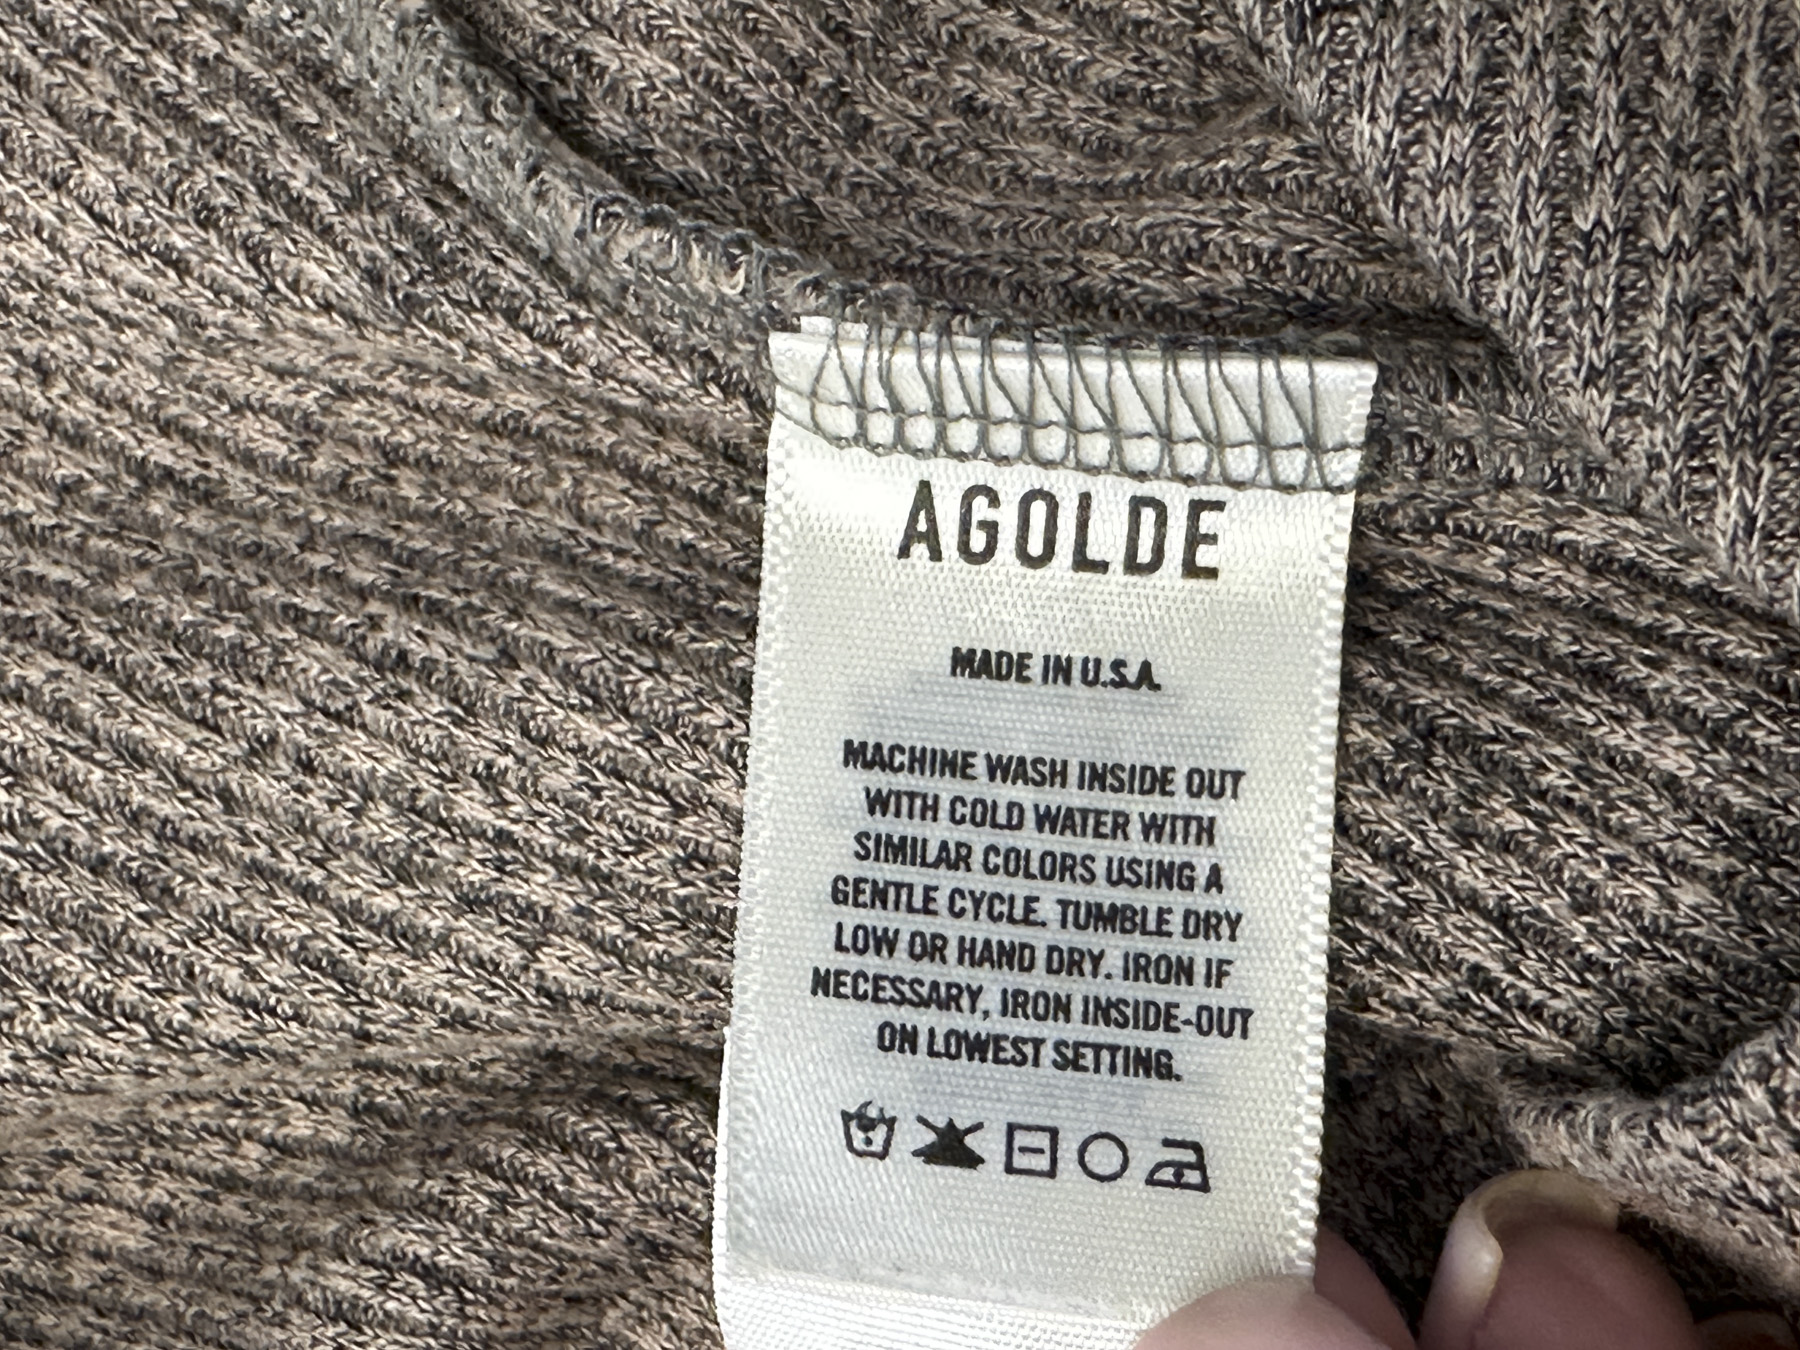 AGOLDE
MADE IN U.S.A.
MACHINE WASH INSIDE OUT
WITH COLD WATER WITH
SIMILAR COLORS USING A
GENTLE CYCLE. TUMBLE DRY
LOW OR HAND DRY. IRON IF
NECESSARY, IRON INSIDE-OUT
ON LOWEST SETTING.